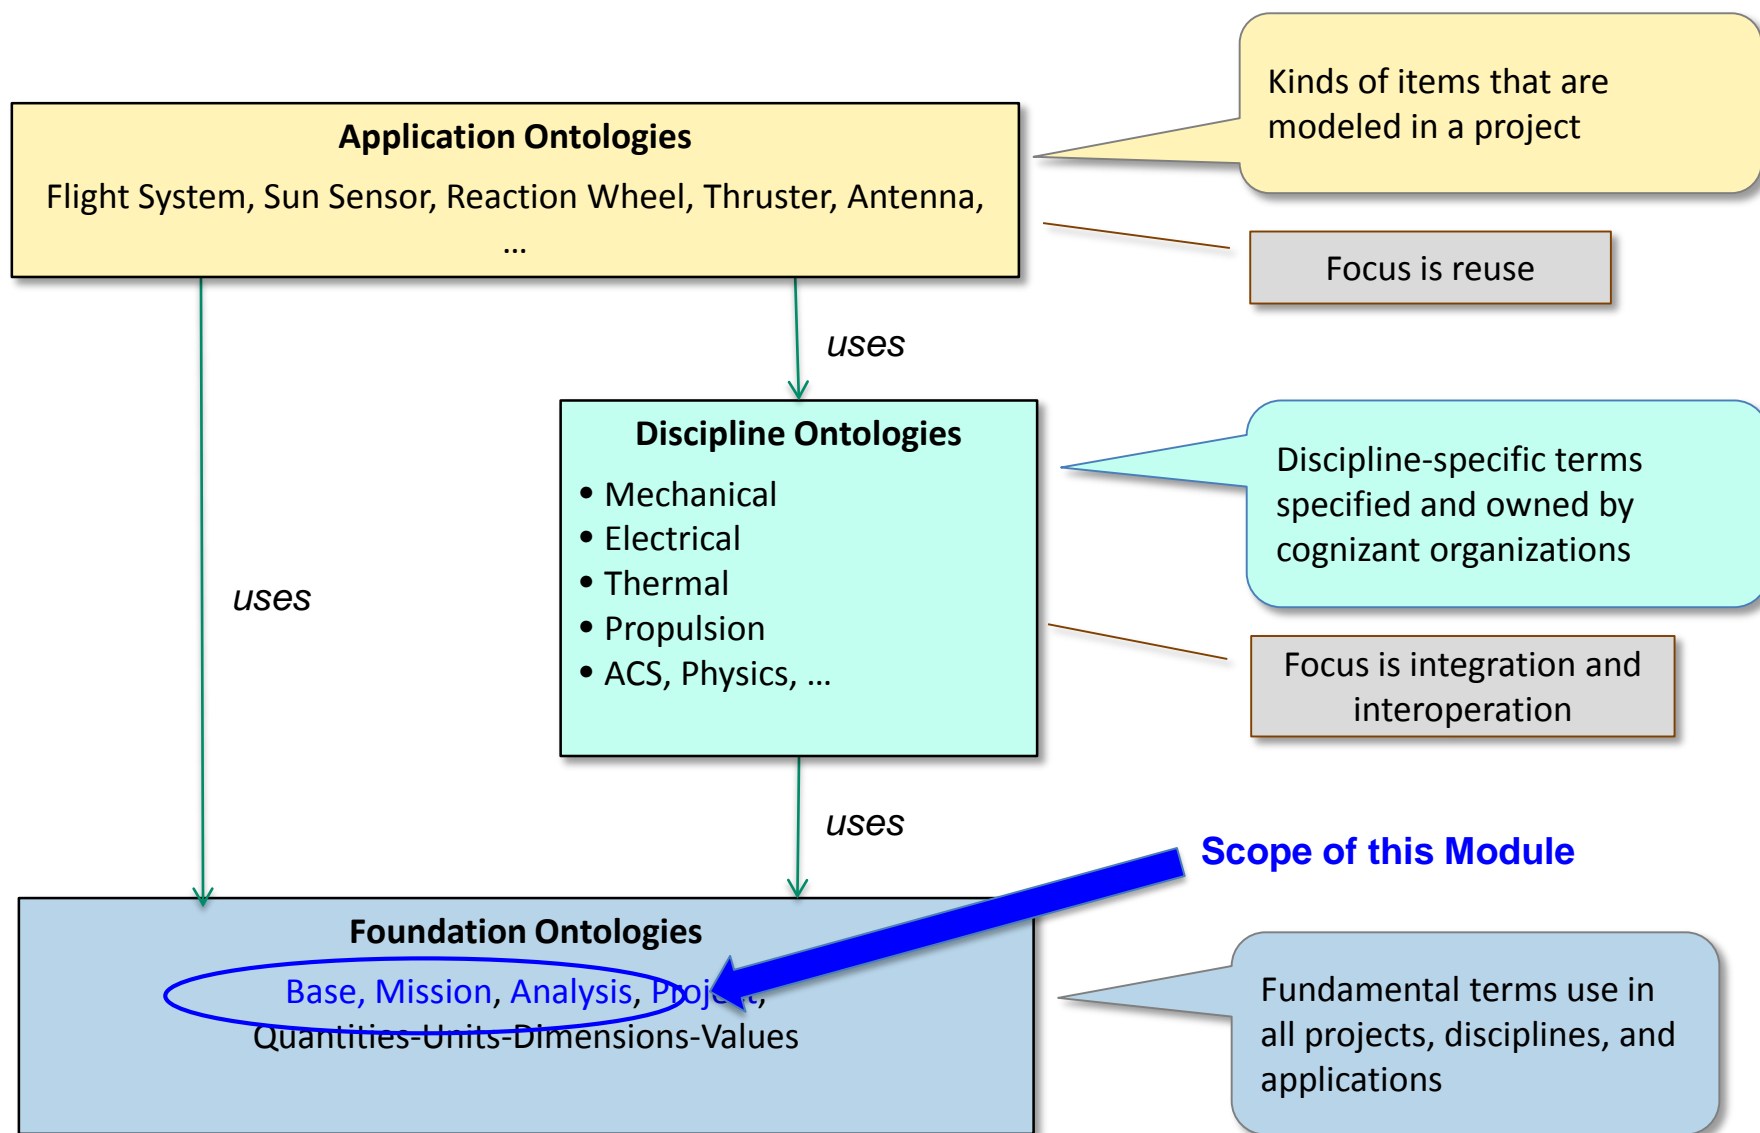 Kinds of items that are
modeled in a project
Application Ontologies
Flight System, Sun Sensor, Reaction Wheel, Thruster, Antenna,
...
Focus is reuse
uses
Discipline Ontologies
• Mechanical
• Electrical
• Thermal
• Propulsion
• ACS, Physics, ...
Discipline-specific terms
specified and owned by
cognizant organizations
uses
Focus is integration and
interoperation
uses
Scope of this Module
Foundation Ontologies
Base, Mission, Analysis, Project,
Quantities-Units-Dimensions-Values
Fundamental terms use in
all projects, disciplines, and
applications